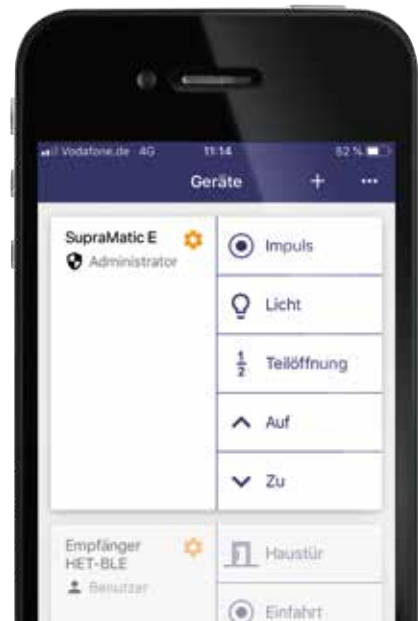 Vodafone.de 4G 11:14 52 %
Geräte + ...
SupraMatic E
Administrator
Impuls
Licht
1/2 Teilöffnung
Auf
Zu
Empfänger
HET-BLE
Benutzer
Haustür
Einfahrt